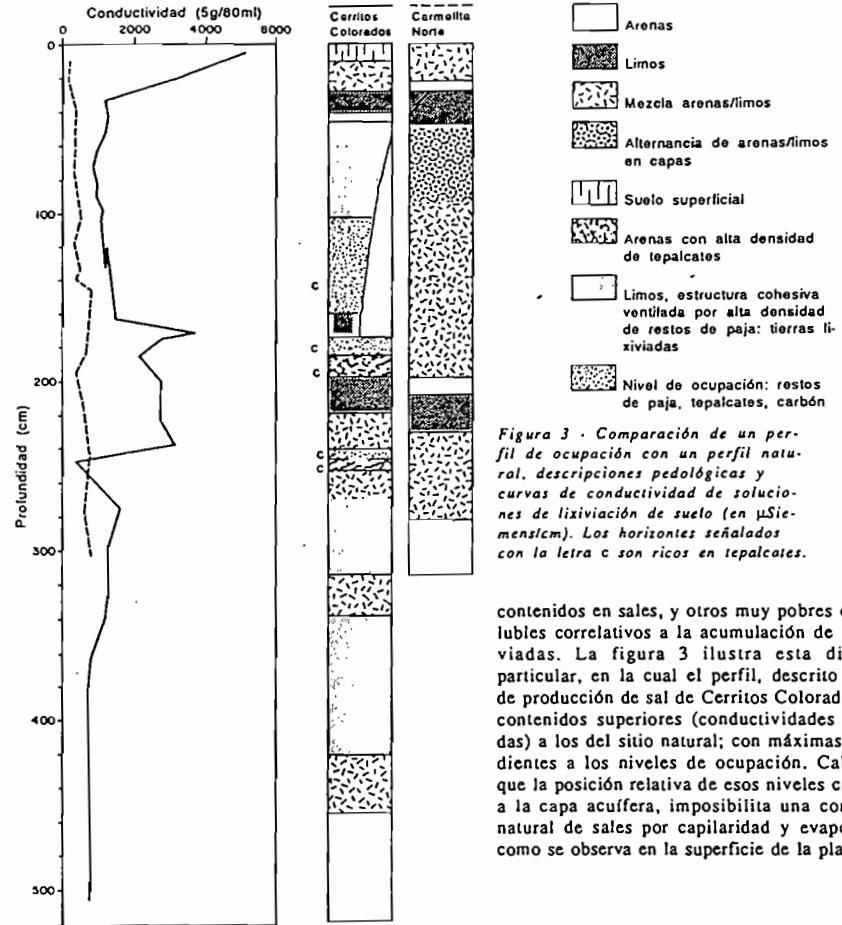 Conductividad (5g/80ml)
0 2000 4000 6000
Profundidad (cm)
0
100
200
300
400
500
Cerritos
Colorados
Carmelita
Norte
c
c
c
c
c
Arenas
Limos
Mezcla arenas/limos
Alternancia de arenas/limos
en capas
Suelo superficial
Arenas con alta densidad
de tepalcates
Limos, estructura cohesiva
ventilada por alta densidad
de restos de paja: tierras li-
xiviadas
Nivel de ocupación: restos
de paja, tepalcates, carbón
Figura 3 - Comparación de un per-
fil de ocupación con un perfil natu-
ral, descripciones pedológicas y
curvas de conductividad de solucio-
nes de lixiviación de suelo (en µSie-
mens/cm). Los horizontes señalados
con la letra c son ricos en tepalcates.
contenidos en sales, y otros muy pobres
lubles correlativos a la acumulación de
viadas. La figura 3 ilustra esta di
particular, en la cual el perfil, descrito
de producción de sal de Cerritos Colorad
contenidos superiores (conductividades
das) a los del sitio natural; con máximas
dientes a los niveles de ocupación. Ca
que la posición relativa de esos niveles c
a la capa acuífera, imposibilita una co
natural de sales por capilaridad y evap
como se observa en la superficie de la pla